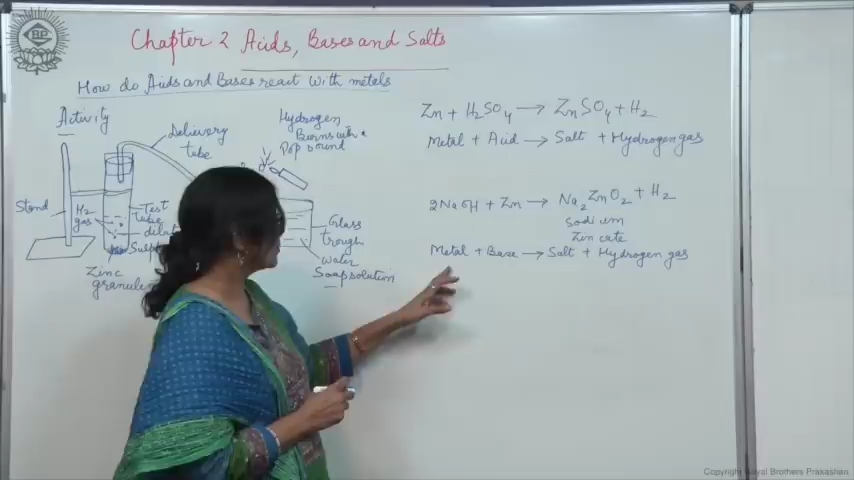 Chapter 2 Acids, Bases and Salts
How do Acids and Bases react with metals
Activity
Delievery
tube
Hydrogen
Burns with a
Pop sound
Stand
H2
gas
Test
Tube
dilute
Sulph
Zinc
granules
Glass
trough
water
Soap solution
Zn + H₂SO₄ → ZnSO₄ + H₂
Metal + Acid → Salt + Hydrogen gas
2NaOH + Zn → Na₂ZnO₂ + H₂
Sodium
Zincate
Metal + Base → Salt + Hydrogen gas
Copyright © Goyal Brothers Prakashan